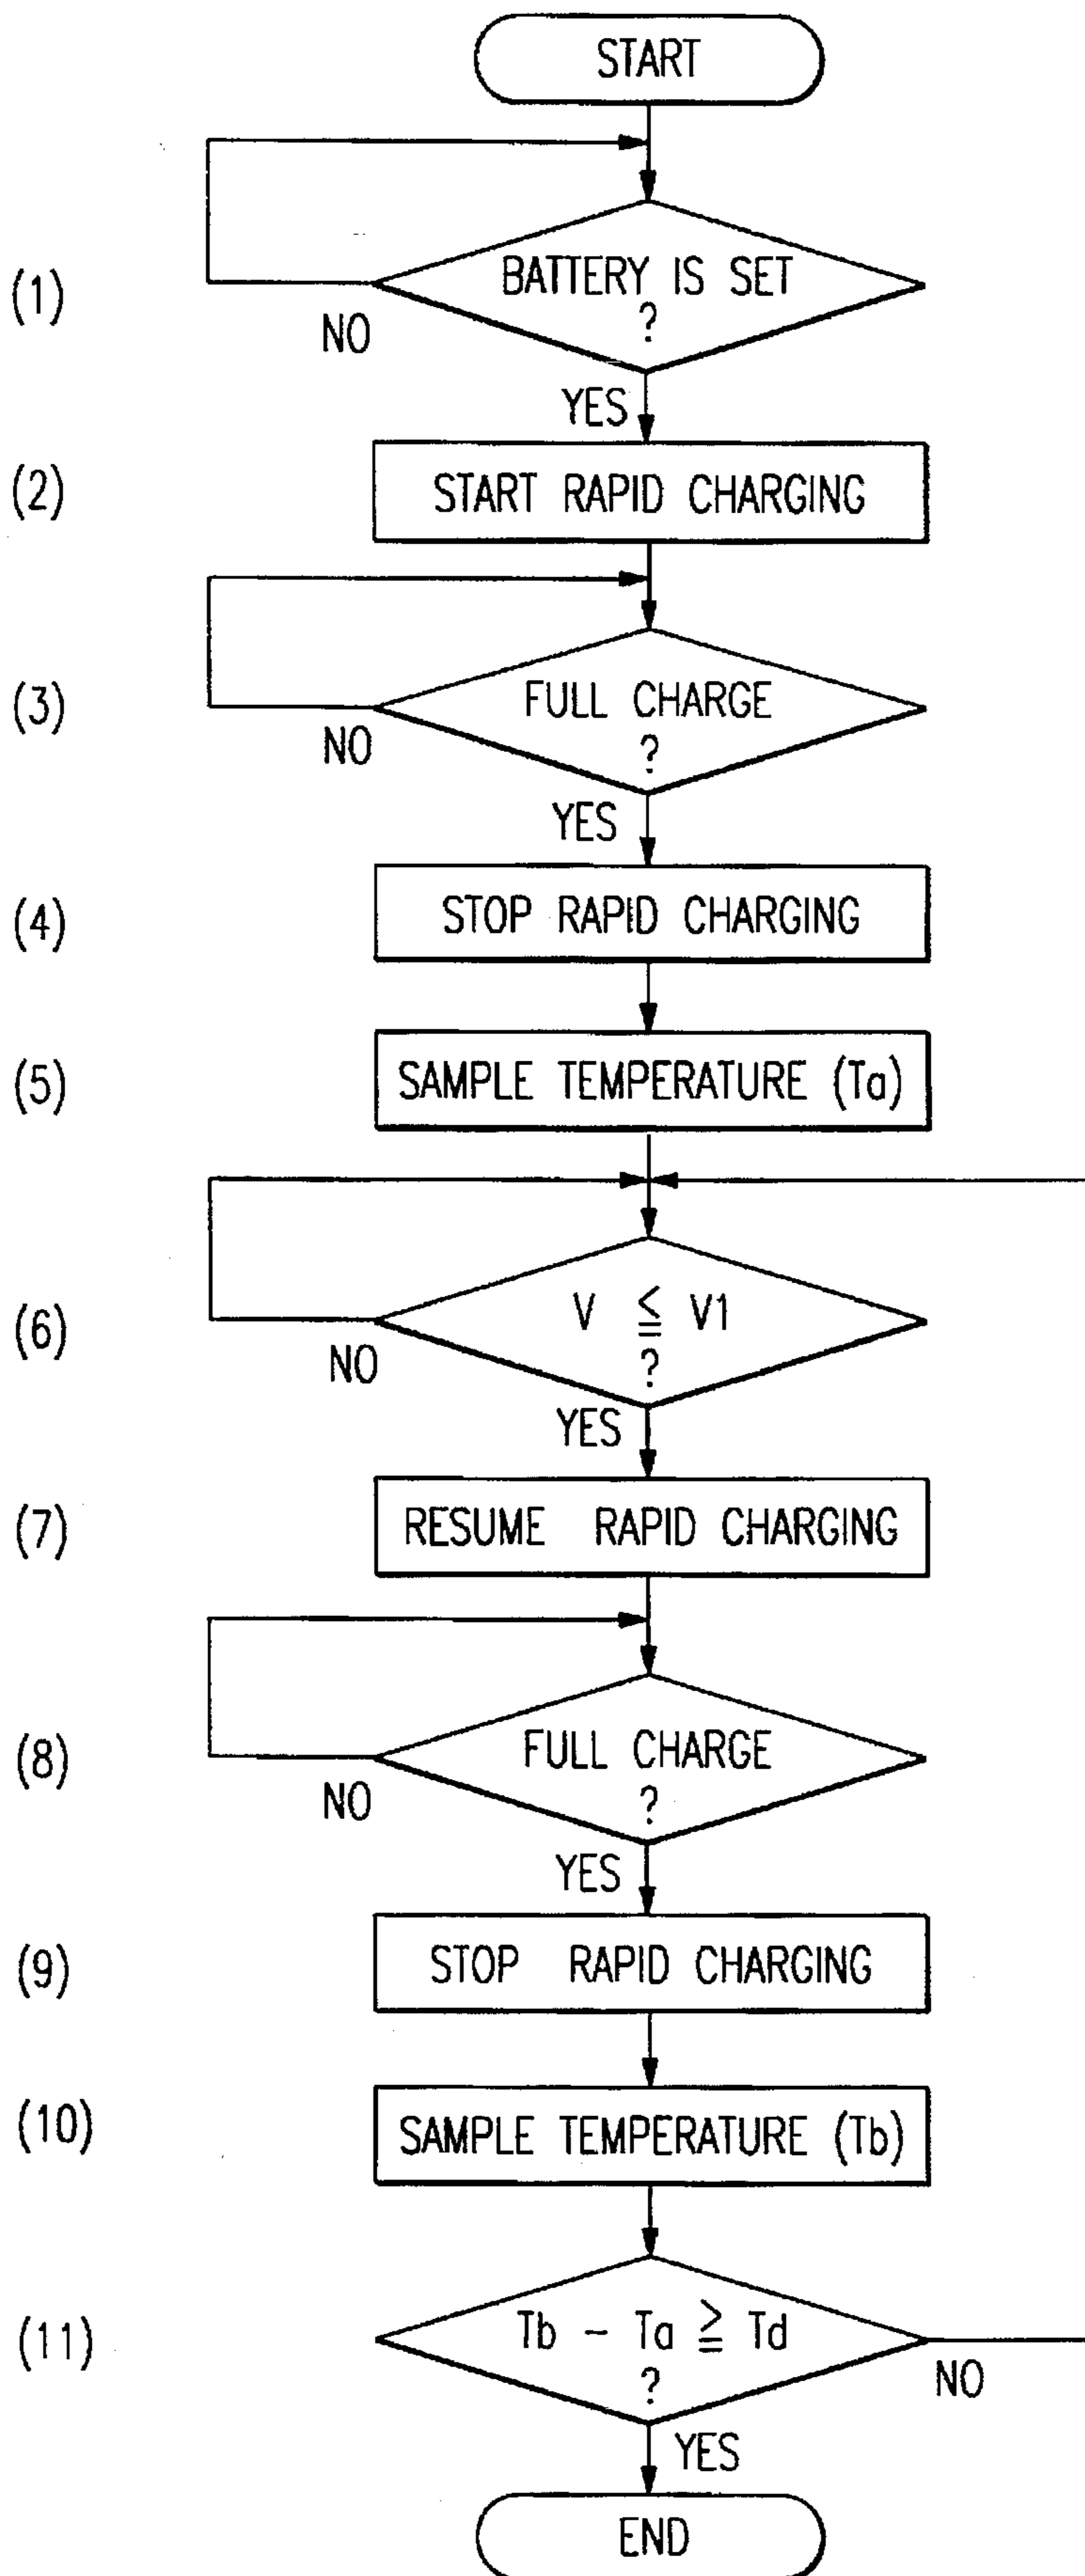 START
(1)
BATTERY IS SET
?
NO
YES
(2)
START RAPID CHARGING
(3)
FULL CHARGE
?
NO
YES
(4)
STOP RAPID CHARGING
(5)
SAMPLE TEMPERATURE (Ta)
(6)
V ≦ V1
?
NO
YES
(7)
RESUME RAPID CHARGING
(8)
FULL CHARGE
?
NO
YES
(9)
STOP RAPID CHARGING
(10)
SAMPLE TEMPERATURE (Tb)
(11)
Tb - Ta ≧ Td
?
NO
YES
END